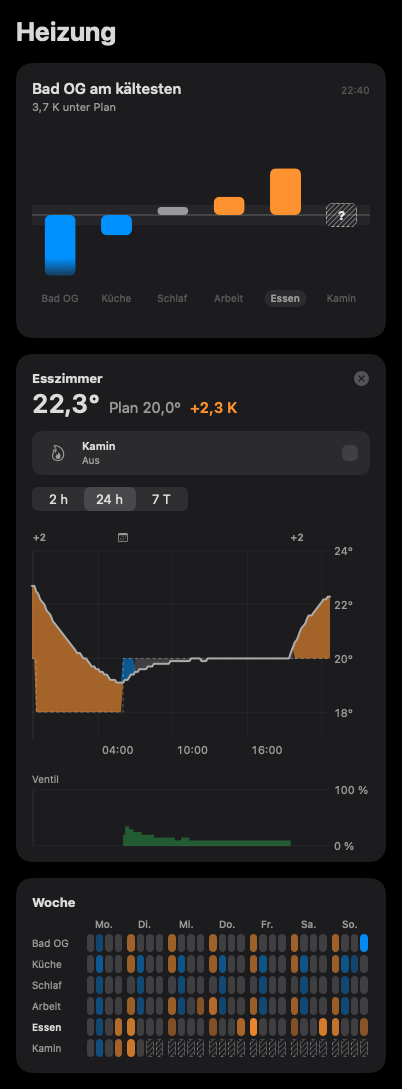 Heizung
Bad OG am kältesten
22:40
3,7 K unter Plan
?
Bad OG Küche Schlaf Arbeit Essen Kamin
Esszimmer
22,3° Plan 20,0° +2,3 K
Kamin
Aus
2 h 24 h 7 T
+2 +2
24°
22°
20°
18°
04:00 10:00 16:00
Ventil
100 %
0 %
Woche
Mo. Di. Mi. Do. Fr. Sa. So.
Bad OG
Küche
Schlaf
Arbeit
Essen
Kamin